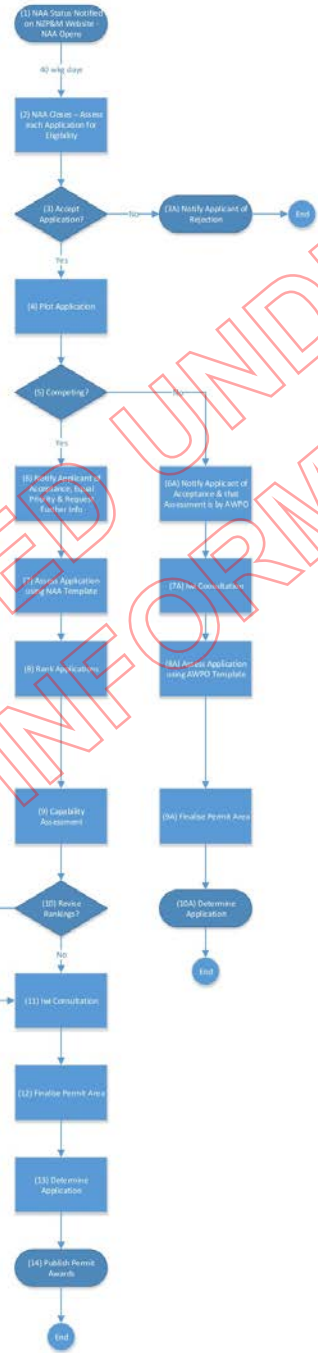 (1) NAA Status Notified
on NZP&M Website -
NAA Opens
40 wkg days
(2) NAA Closes – Assess
each Application for
Eligibility
(3) Accept
Application?
No
(3A) Notify Applicant of
Rejection
End
Yes
(4) Plot Application
(5) Competing?
No
Yes
(6) Notify Applicant of
Acceptance, Equal
Priority & Request
Further Info
(6A) Notify Applicant of
Acceptance & that
Assessment is by AWPO
(7) Assess Application
using NAA Template
(7A) Iwi Consultation
(8) Rank Applications
(8A) Assess Application
using AWPO Template
(9) Capability
Assessment
(9A) Finalise Permit Area
(10) Revise
Rankings?
(10A) Determine
Application
No
End
(11) Iwi Consultation
(12) Finalise Permit Area
(13) Determine
Application
(14) Publish Permit
Awards
End
ED UND
INFORM